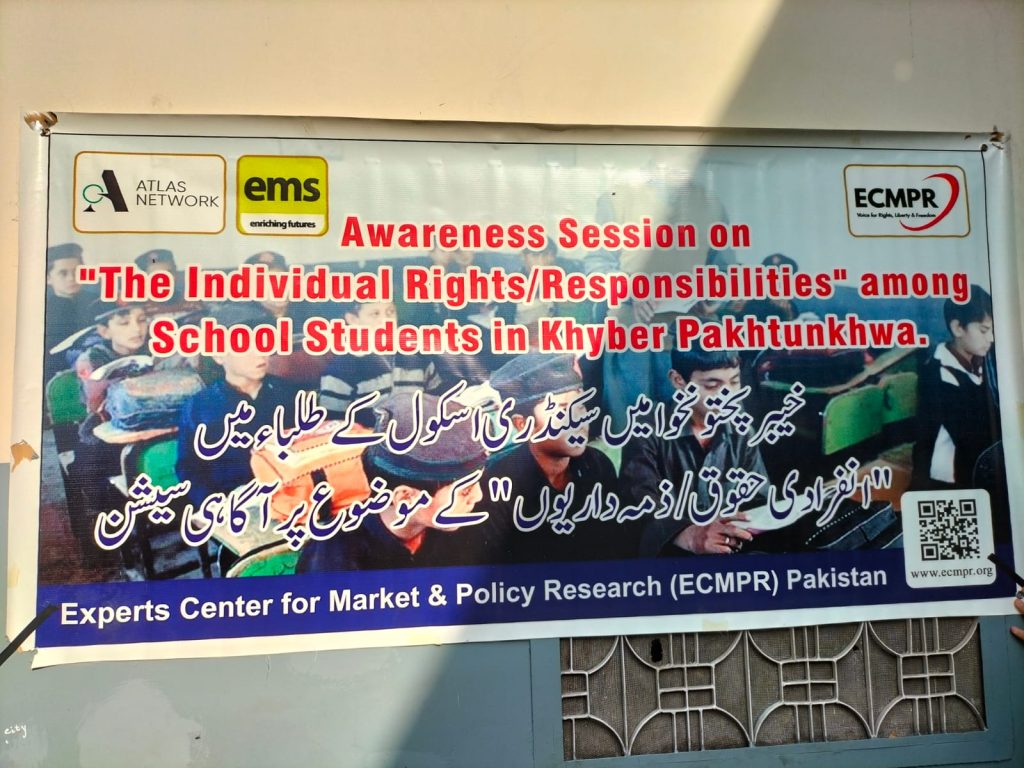 ATLAS
NETWORK
ems
enriching futures
ECMPR
Voice for Rights, Liberty & Freedom
Awareness Session on
"The Individual Rights/Responsibilities" among
School Students in Khyber Pakhtunkhwa.
خیبر پختونخوا میں سیکنڈری اسکول کے طلباء میں
"انفرادی حقوق/ذمہ داریوں" کے موضوع پر آگاہی سیشن
www.ecmpr.org
Experts Center for Market & Policy Research (ECMPR) Pakistan
city